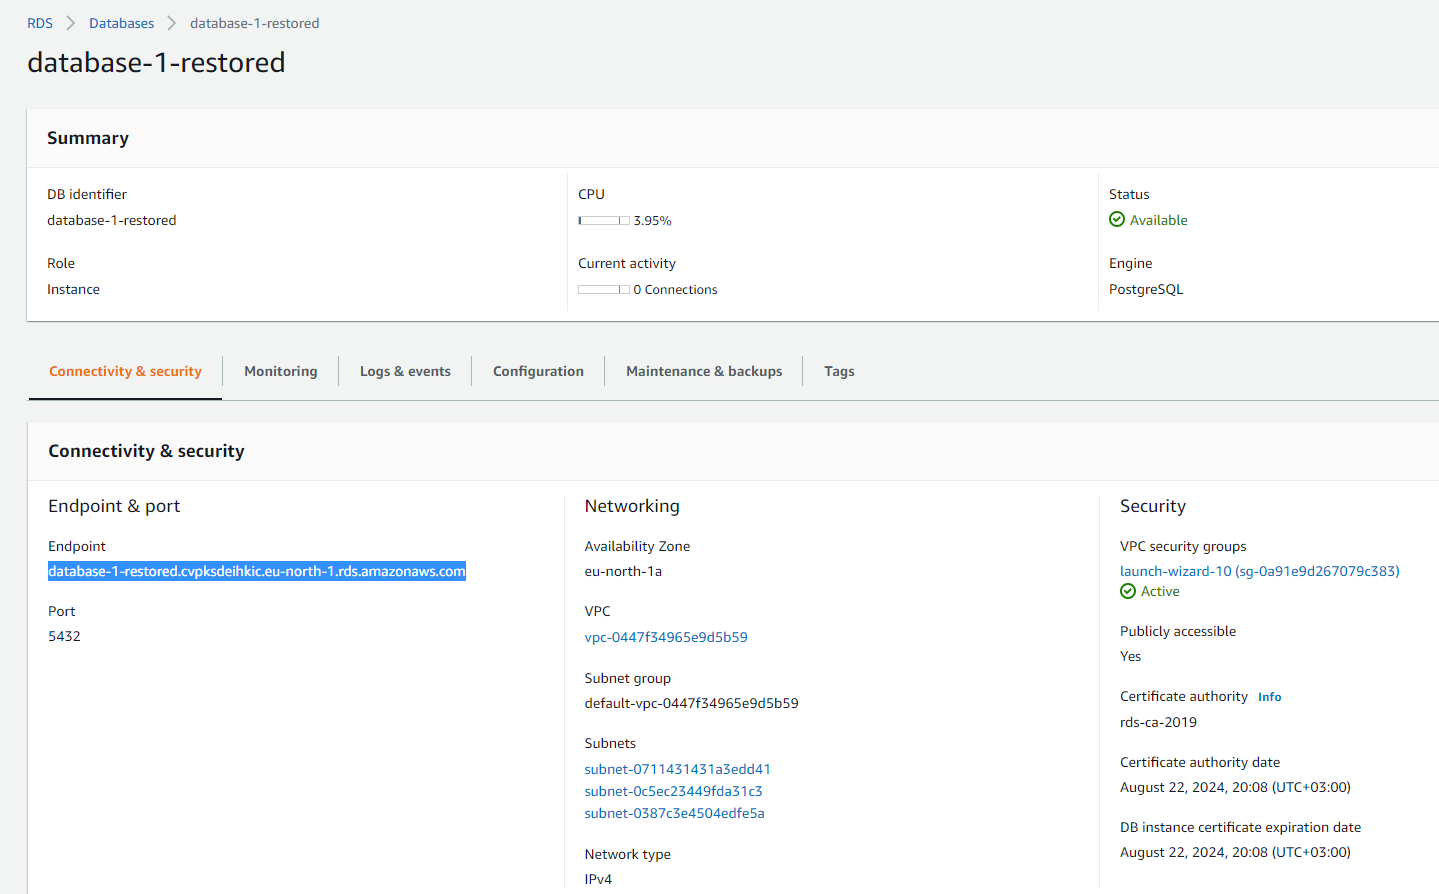 RDS > Databases > database-1-restored
database-1-restored
Summary
DB identifier
database-1-restored
Role
Instance
CPU
3.95%
Current activity
0 Connections
Status
Available
Engine
PostgreSQL
Connectivity & security
Monitoring
Logs & events
Configuration
Maintenance & backups
Tags
Connectivity & security
Endpoint & port
Endpoint
database-1-restored.cvpksdeihkic.eu-north-1.rds.amazonaws.com
Port
5432
Networking
Availability Zone
eu-north-1a
VPC
vpc-0447f34965e9d5b59
Subnet group
default-vpc-0447f34965e9d5b59
Subnets
subnet-0711431431a3edd41
subnet-0c5ec23449fda31c3
subnet-0387c3e4504edfe5a
Network type
IPv4
Security
VPC security groups
launch-wizard-10 (sg-0a91e9d267079c383)
Active
Publicly accessible
Yes
Certificate authority Info
rds-ca-2019
Certificate authority date
August 22, 2024, 20:08 (UTC+03:00)
DB instance certificate expiration date
August 22, 2024, 20:08 (UTC+03:00)